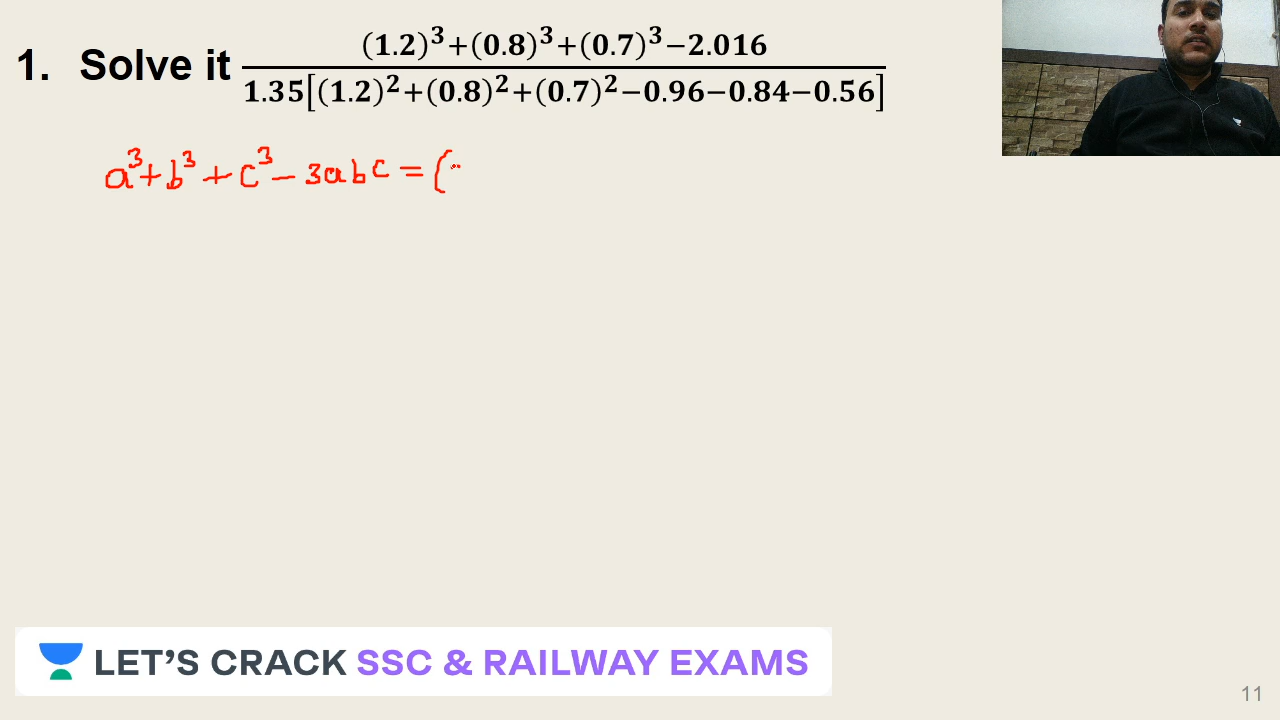 1. Solve it (1.2)³+(0.8)³+(0.7)³−2.016
1.35[(1.2)²+(0.8)²+(0.7)²−0.96−0.84−0.56]
a³+b³+c³−3abc=(
LET'S CRACK SSC & RAILWAY EXAMS
11